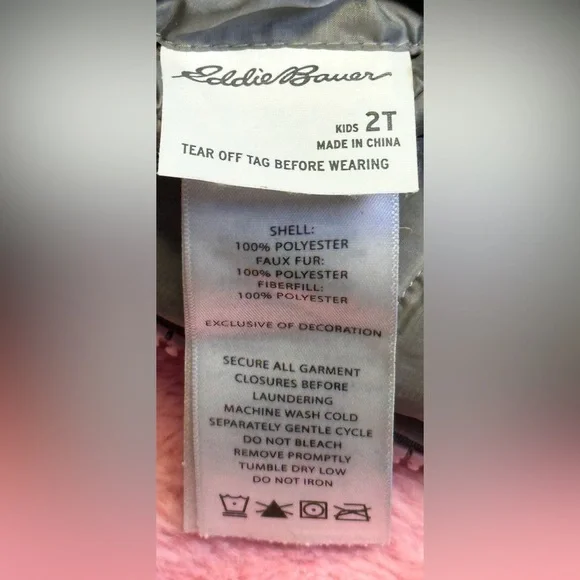 Eddie Bauer
KIDS 2T
MADE IN CHINA
TEAR OFF TAG BEFORE WEARING
SHELL:
100% POLYESTER
FAUX FUR:
100% POLYESTER
FIBERFILL:
100% POLYESTER
EXCLUSIVE OF DECORATION
SECURE ALL GARMENT
CLOSURES BEFORE
LAUNDERING
MACHINE WASH COLD
SEPARATELY GENTLE CYCLE
DO NOT BLEACH
REMOVE PROMPTLY
TUMBLE DRY LOW
DO NOT IRON